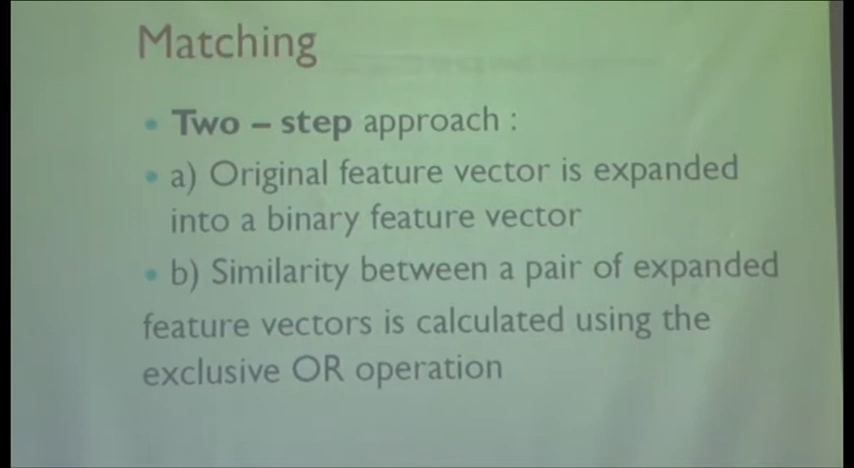 Matching
• Two – step approach :
• a) Original feature vector is expanded
into a binary feature vector
• b) Similarity between a pair of expanded
feature vectors is calculated using the
exclusive OR operation